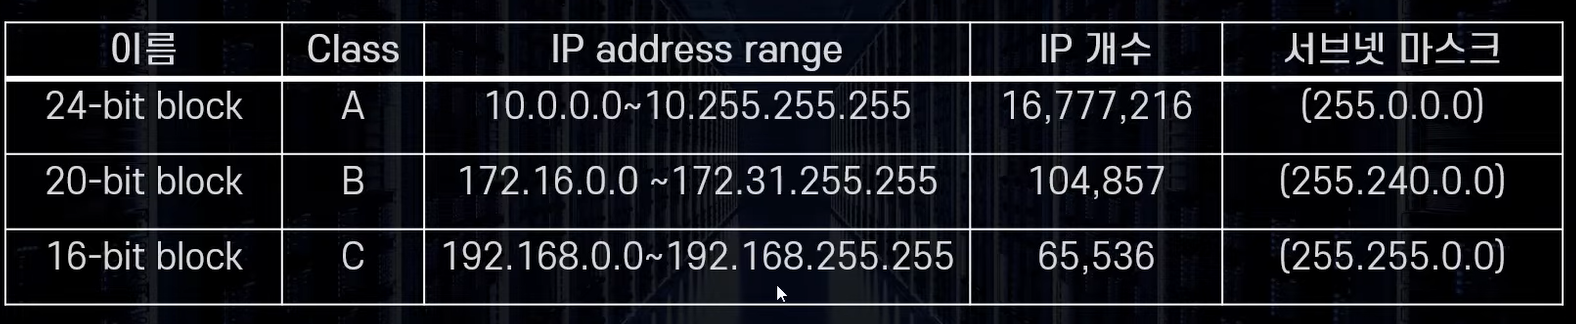 이름 Class IP address range IP 개수 서브넷 마스크
24-bit block A 10.0.0.0~10.255.255.255 16,777,216 (255.0.0.0)
20-bit block B 172.16.0.0 ~172.31.255.255 104,857 (255.240.0.0)
16-bit block C 192.168.0.0~192.168.255.255 65,536 (255.255.0.0)